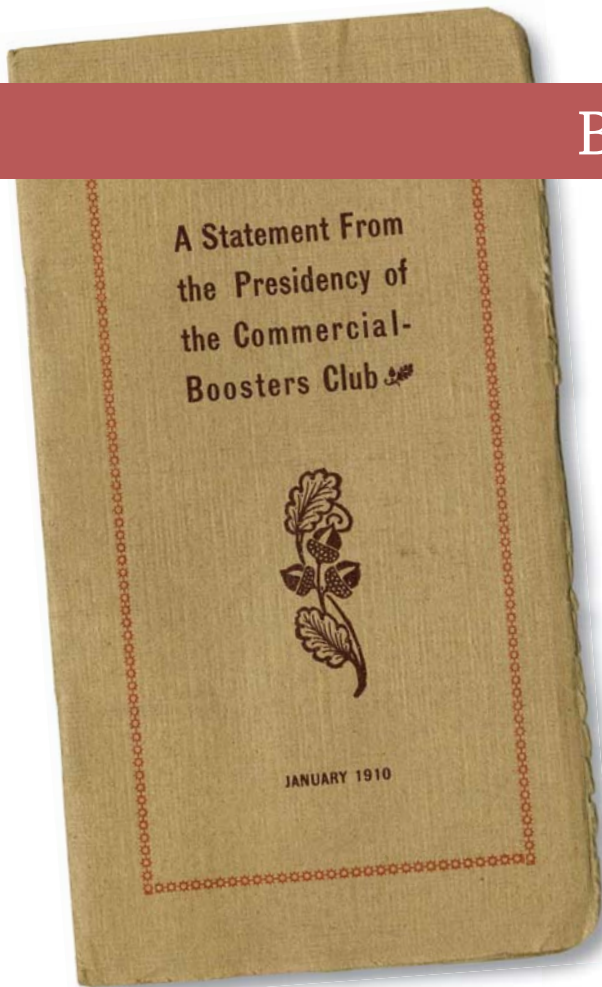 B
A Statement From
the Presidency of
the Commercial-
Boosters Club
JANUARY 1910